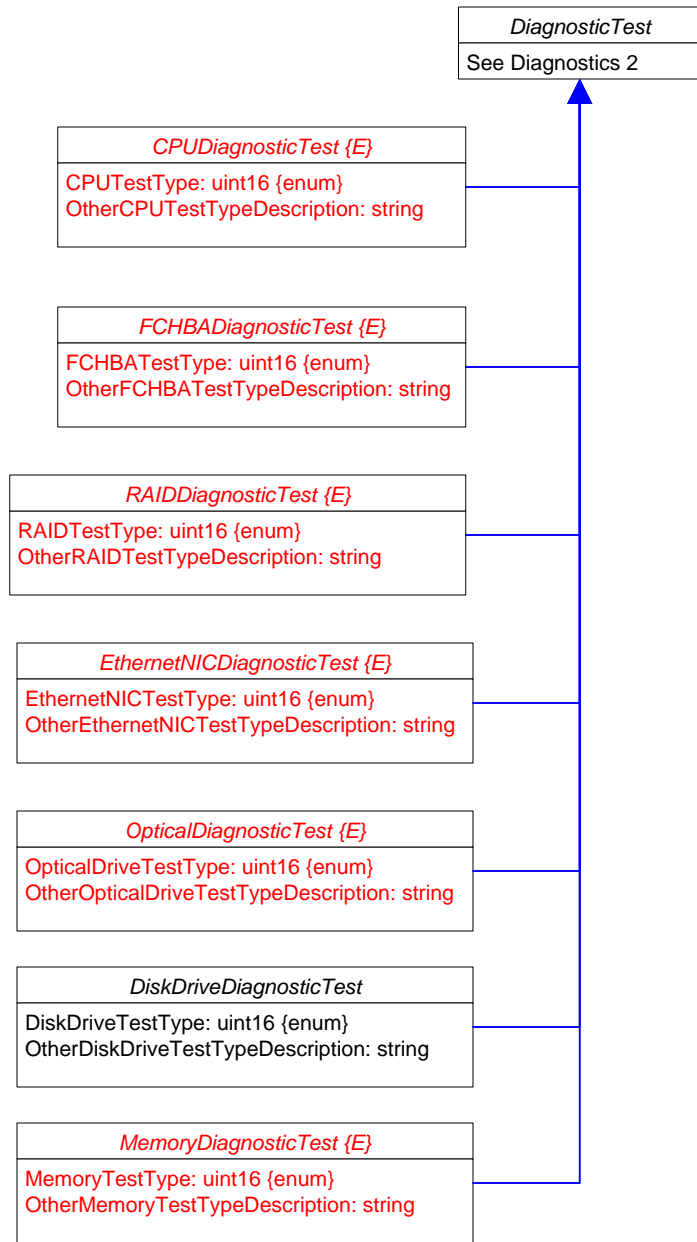 DiagnosticTest
See Diagnostics 2
CPUDiagnosticTest {E}
CPUTestType: uint16 {enum}
OtherCPUTestTypeDescription: string
FCHBADiagnosticTest {E}
FCHBATestType: uint16 {enum}
OtherFCHBATestTypeDescription: string
RAIDDiagnosticTest {E}
RAIDTestType: uint16 {enum}
OtherRAIDTestTypeDescription: string
EthernetNICDiagnosticTest {E}
EthernetNICTestType: uint16 {enum}
OtherEthernetNICTestTypeDescription: string
OpticalDiagnosticTest {E}
OpticalDriveTestType: uint16 {enum}
OtherOpticalDriveTestTypeDescription: string
DiskDriveDiagnosticTest
DiskDriveTestType: uint16 {enum}
OtherDiskDriveTestTypeDescription: string
MemoryDiagnosticTest {E}
MemoryTestType: uint16 {enum}
OtherMemoryTestTypeDescription: string